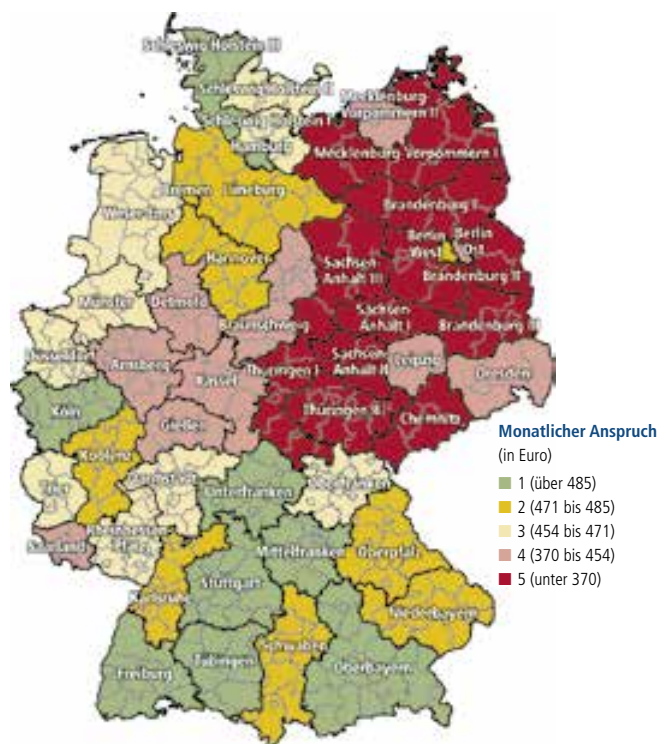 Schleswig Holstein III
Schleswig Holstein II
Mecklenburg-
Vorpommern II
Schleswig Holstein I
Hamburg
Mecklenburg-Vorpommern I
Bremen
Lüneburg
Brandenburg I
Weser-Ems
Berlin
West
Berlin
Ost
Hannover
Sachsen-
Anhalt III
Brandenburg II
Münster
Detmold
Braunschweig
Sachsen-
Anhalt I
Brandenburg III
Düsseldorf
Arnsberg
Kassel
Thüringen I
Sachsen-
Anhalt II
Leipzig
Dresden
Köln
Gießen
Thüringen II
Chemnitz
Koblenz
Trier
Darmstadt
Unterfranken
Oberfranken
Saarland
Rheinhessen-
Pfalz
Mittelfranken
Oberpfalz
Karlsruhe
Stuttgart
Niederbayern
Freiburg
Tübingen
Schwaben
Oberbayern
Monatlicher Anspruch
(in Euro)
1 (über 485)
2 (471 bis 485)
3 (454 bis 471)
4 (370 bis 454)
5 (unter 370)